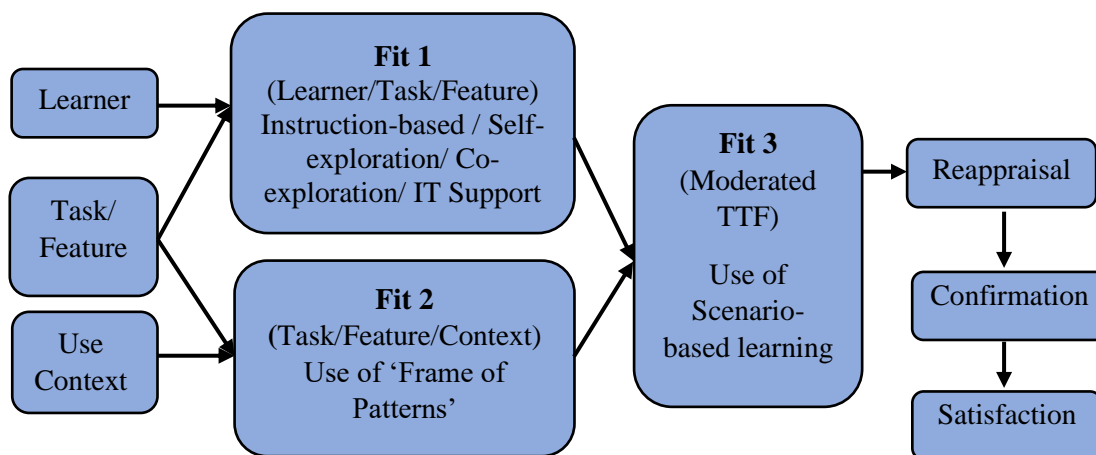 Learner
Task/
Feature
Use
Context
Fit 1
(Learner/Task/Feature)
Instruction-based / Self-
exploration/ Co-
exploration/ IT Support
Fit 2
(Task/Feature/Context)
Use of ‘Frame of
Patterns’
Fit 3
(Moderated
TTF)
Use of
Scenario-
based learning
Reappraisal
Confirmation
Satisfaction